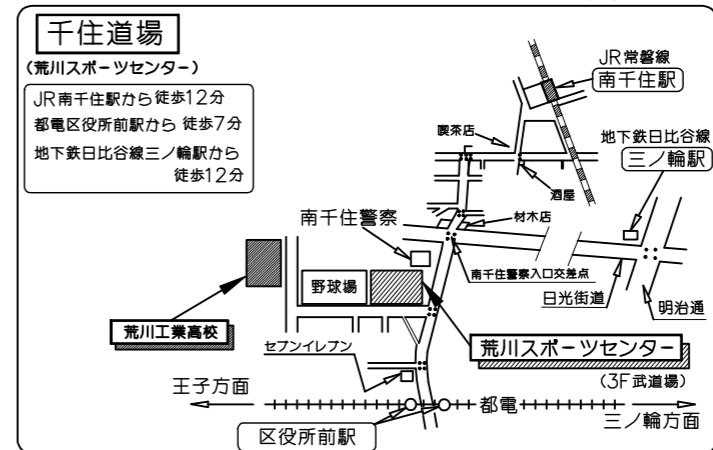 千住道場
(荒川スポーツセンター)
JR南千住駅から徒歩12分
都電区役所前駅から 徒歩7分
地下鉄日比谷線三ノ輪駅から
徒歩12分
JR常磐線
南千住駅
喫茶店
地下鉄日比谷線
三ノ輪駅
酒屋
材木店
南千住警察
南千住警察入口交差点
日光街道
明治通
野球場
荒川工業高校
セブンイレブン
荒川スポーツセンター
(3F武道場)
王子方面
都電
三ノ輪方面
区役所前駅